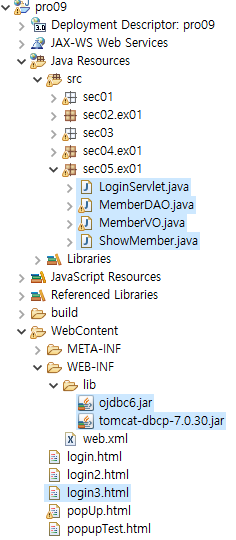 pro09
Deployment Descriptor: pro09
JAX-WS Web Services
Java Resources
src
sec01
sec02.ex01
sec03
sec04.ex01
sec05.ex01
LoginServlet.java
MemberDAO.java
MemberVO.java
ShowMember.java
Libraries
JavaScript Resources
Referenced Libraries
build
WebContent
META-INF
WEB-INF
lib
ojdbc6.jar
tomcat-dbcp-7.0.30.jar
web.xml
login.html
login2.html
login3.html
popUp.html
popupTest.html